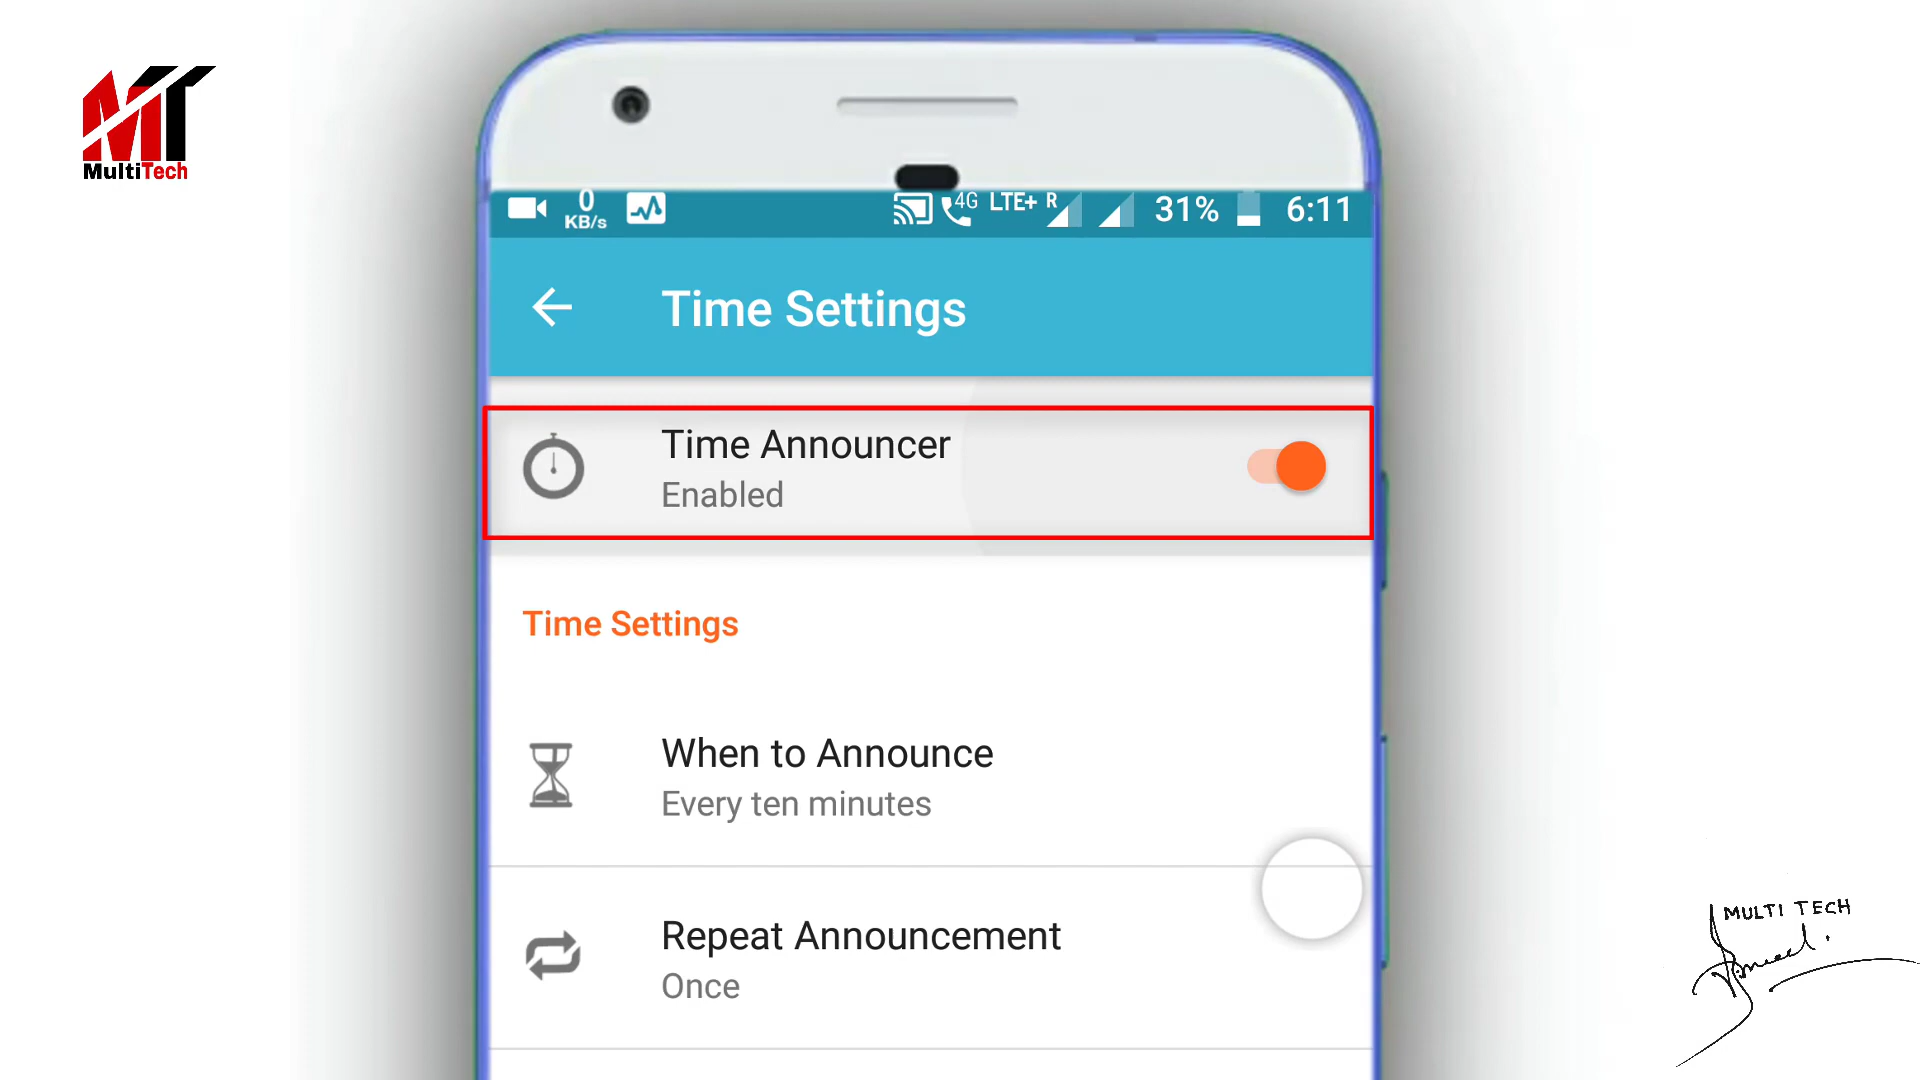 MT
MultiTech
0
KB/s
4G LTE+ R 31% 6:11
Time Settings
Time Announcer
Enabled
Time Settings
When to Announce
Every ten minutes
Repeat Announcement
Once
MULTI TECH